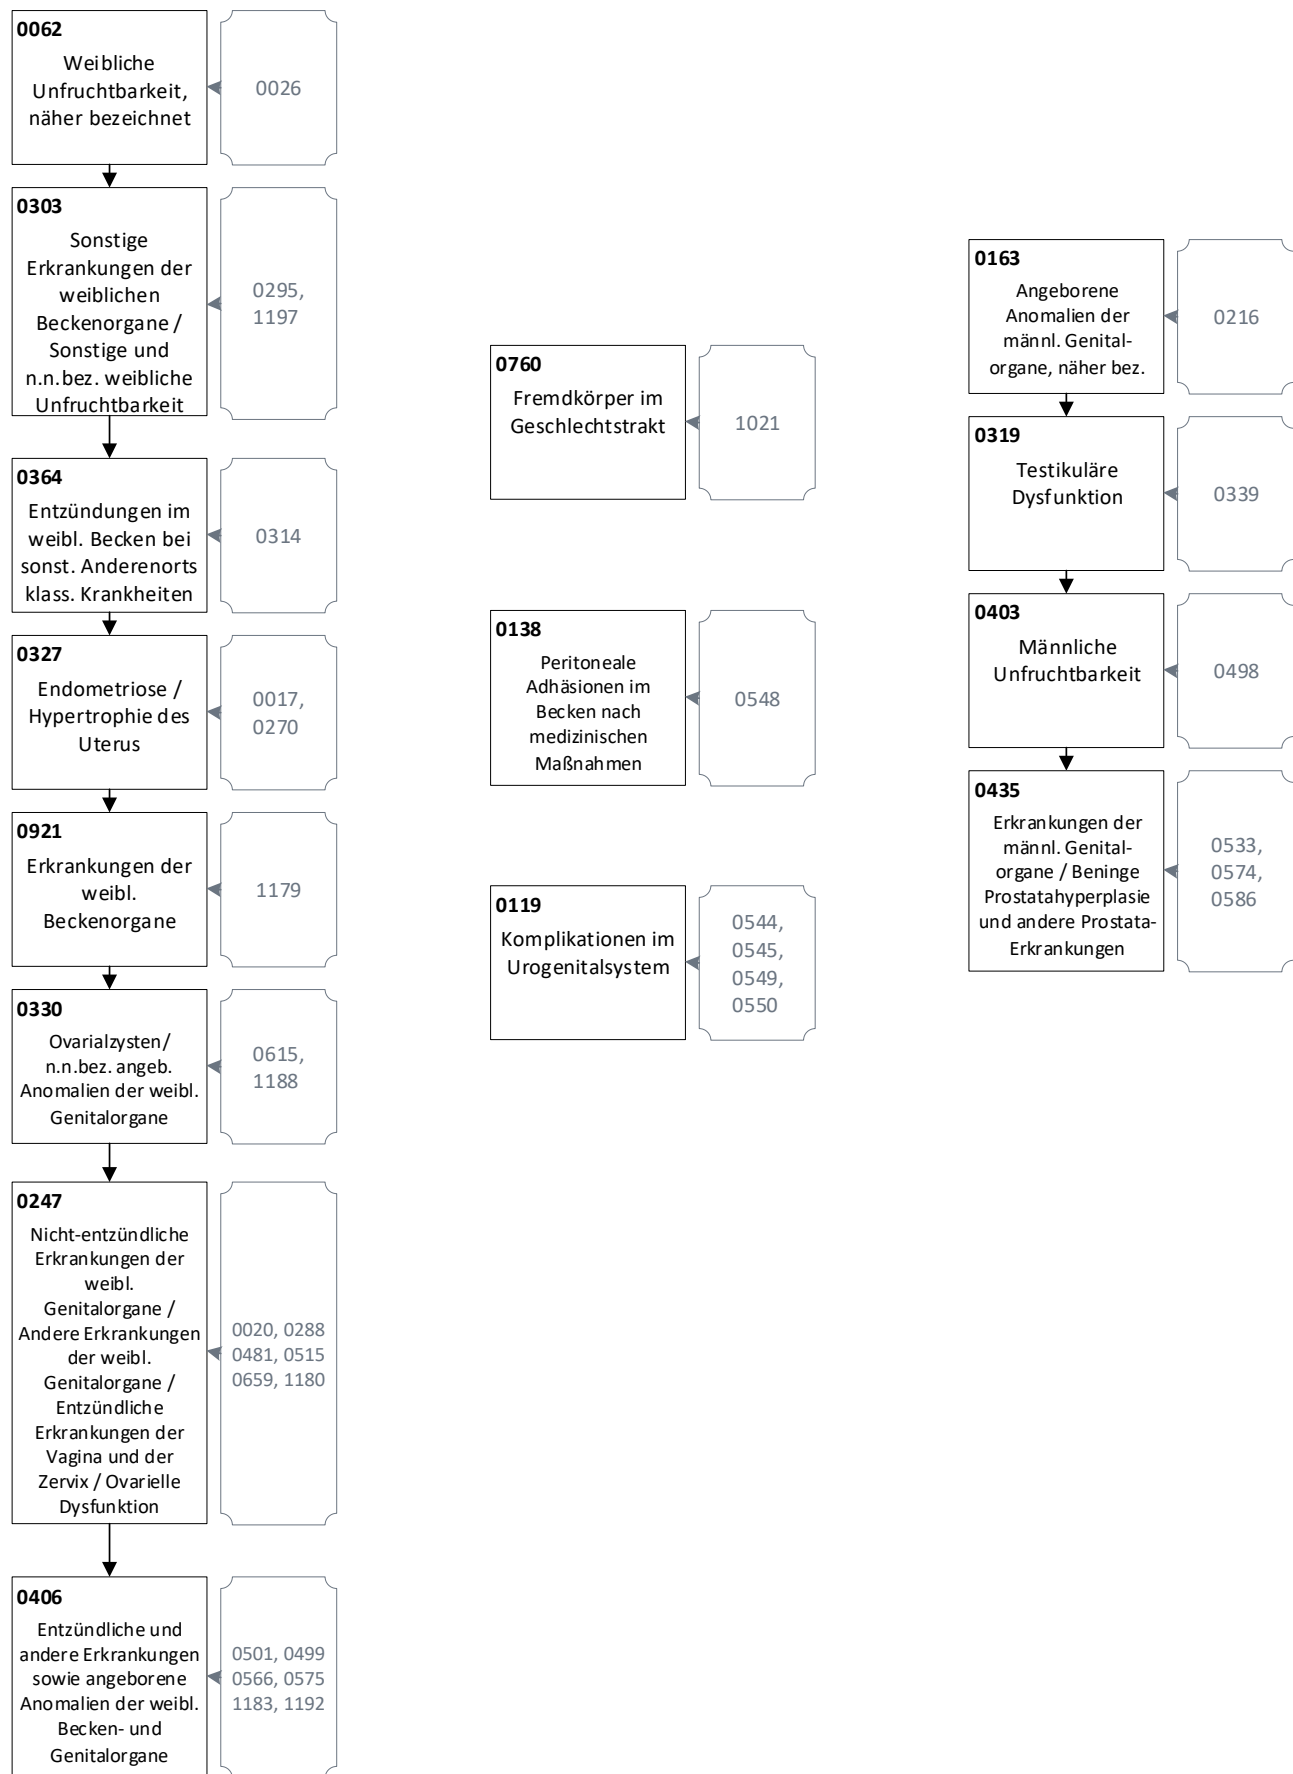 0062
Weibliche
Unfruchtbarkeit,
näher bezeichnet
0026
0303
Sonstige
Erkrankungen der
weiblichen
Beckenorgane /
Sonstige und
n.n.bez. weibliche
Unfruchtbarkeit
0295,
1197
0364
Entzündungen im
weibl. Becken bei
sonst. Anderenorts
klass. Krankheiten
0314
0327
Endometriose /
Hypertrophie des
Uterus
0017,
0270
0921
Erkrankungen der
weibl.
Beckenorgane
1179
0330
Ovarialzysten/
n.n.bez. angeb.
Anomalien der weibl.
Genitalorgane
0615,
1188
0247
Nicht-entzündliche
Erkrankungen der
weibl.
Genitalorgane /
Andere Erkrankungen
der weibl.
Genitalorgane /
Entzündliche
Erkrankungen der
Vagina und der
Zervix / Ovarielle
Dysfunktion
0020, 0288
0481, 0515
0659, 1180
0406
Entzündliche und
andere Erkrankungen
sowie angeborene
Anomalien der weibl.
Becken- und
Genitalorgane
0501, 0499
0566, 0575
1183, 1192
0760
Fremdkörper im
Geschlechtstrakt
1021
0138
Peritoneale
Adhäsionen im
Becken nach
medizinischen
Maßnahmen
0548
0119
Komplikationen im
Urogenitalsystem
0544,
0545,
0549,
0550
0163
Angeborene
Anomalien der
männl. Genital-
organe, näher bez.
0216
0319
Testikuläre
Dysfunktion
0339
0403
Männliche
Unfruchtbarkeit
0498
0435
Erkrankungen der
männl. Genital-
organe / Beninge
Prostatahyperplasie
und andere Prostata-
Erkrankungen
0533,
0574,
0586